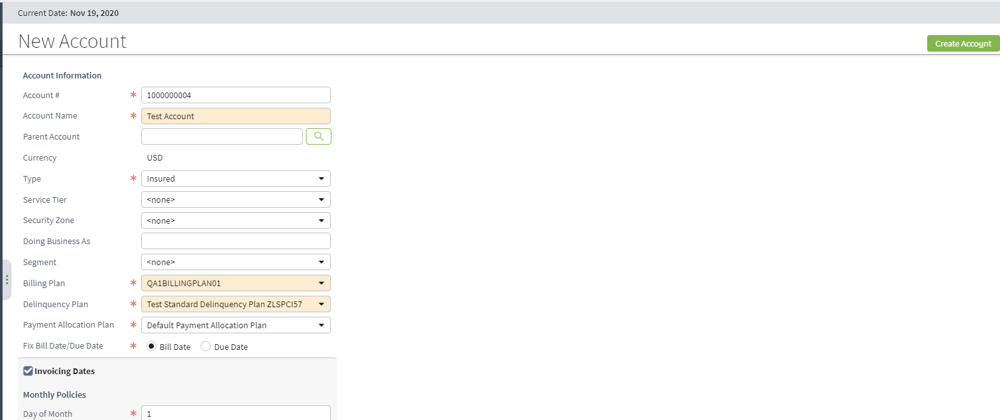 Current Date: Nov 19, 2020
New Account
Create Account
Account Information
Account # * 1000000004
Account Name * Test Account
Parent Account
Currency USD
Type * Insured
Service Tier <none>
Security Zone <none>
Doing Business As
Segment <none>
Billing Plan * QA1BILLINGPLAN01
Delinquency Plan * Test Standard Delinquency Plan ZLSPCI57
Payment Allocation Plan * Default Payment Allocation Plan
Fix Bill Date/Due Date * Bill Date Due Date
Invoicing Dates
Monthly Policies
Day of Month * 1